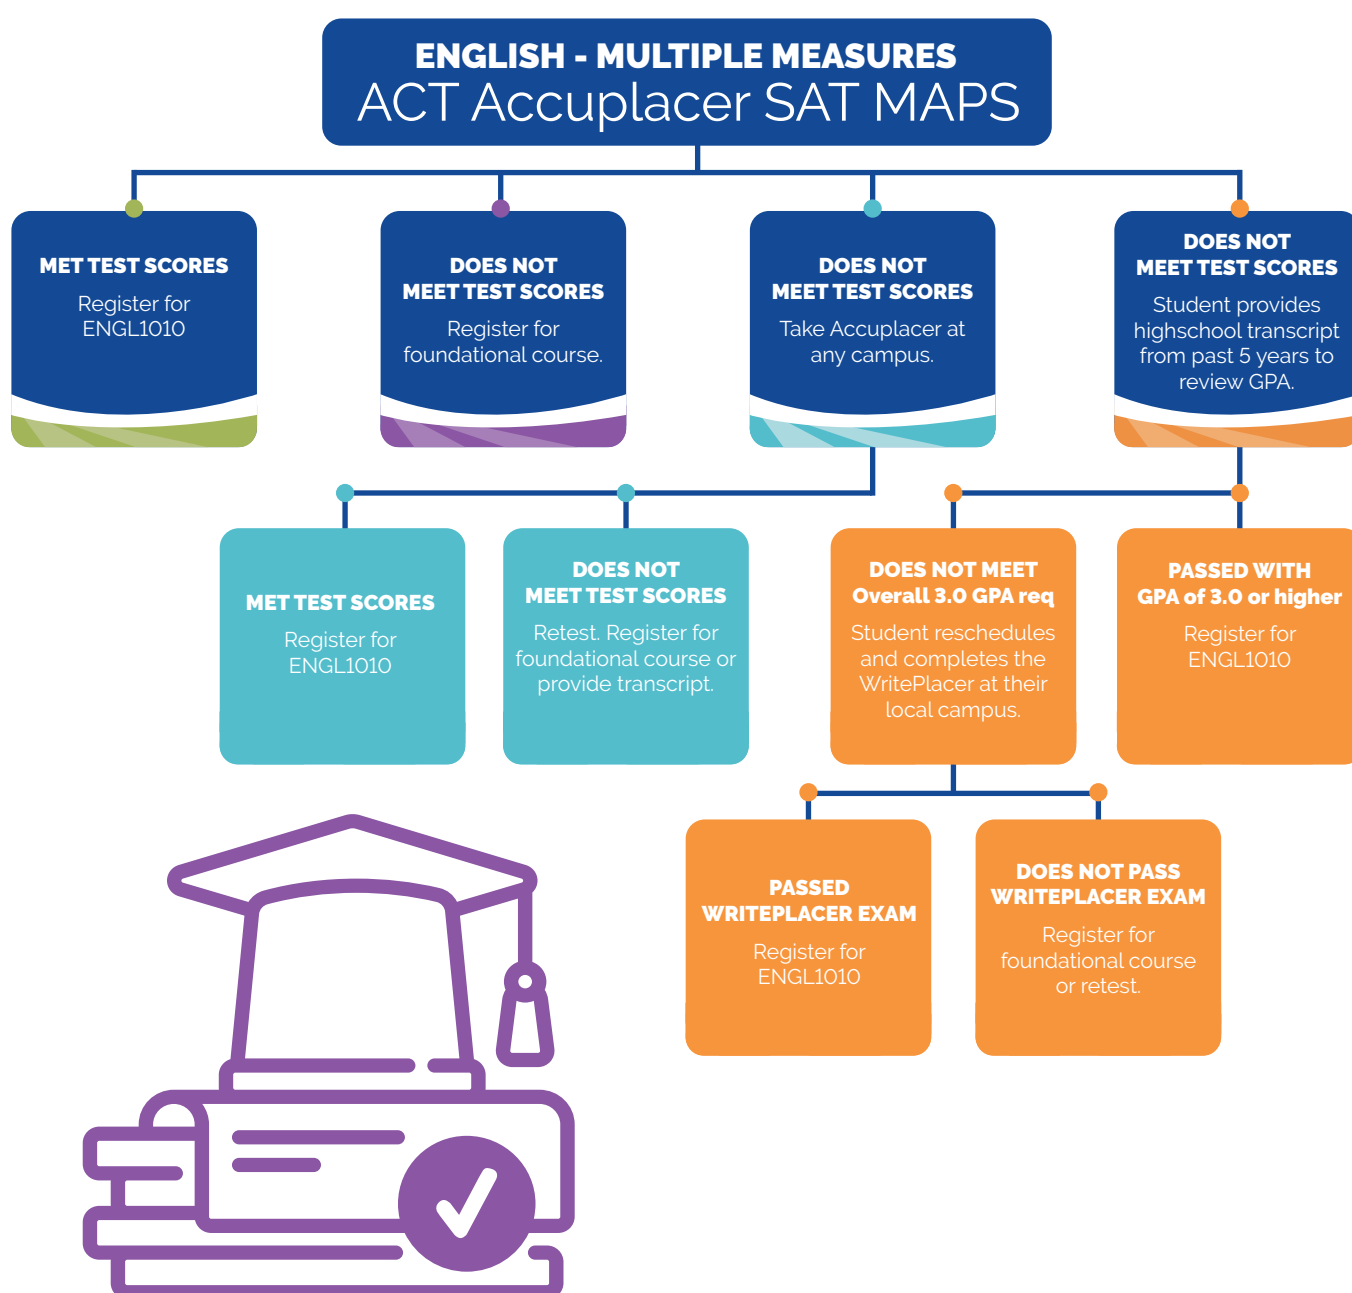 ENGLISH - MULTIPLE MEASURES
ACT Accuplacer SAT MAPS
MET TEST SCORES
Register for
ENGL1010
DOES NOT
MEET TEST SCORES
Register for
foundational course.
DOES NOT
MEET TEST SCORES
Take Accuplacer at
any campus.
DOES NOT
MEET TEST SCORES
Student provides
highschool transcript
from past 5 years to
review GPA.
MET TEST SCORES
Register for
ENGL1010
DOES NOT
MEET TEST SCORES
Retest. Register for
foundational course or
provide transcript.
DOES NOT MEET
Overall 3.0 GPA req
Student reschedules
and completes the
WritePlacer at their
local campus.
PASSED WITH
GPA of 3.0 or higher
Register for
ENGL1010
PASSED
WRITEPLACER EXAM
Register for
ENGL1010
DOES NOT PASS
WRITEPLACER EXAM
Register for
foundational course
or retest.